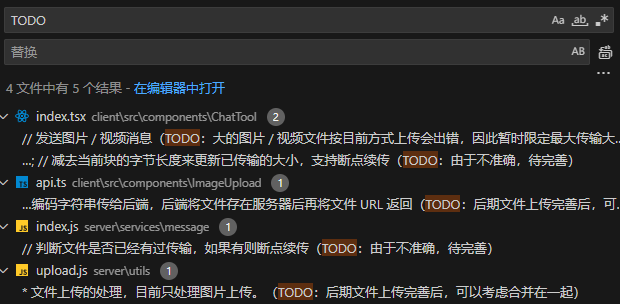 TODO Aa ab
替换 AB
4 文件中有 5 个结果 - 在编辑器中打开
index.tsx client\src\components\ChatTool 2
// 发送图片 / 视频消息（TODO：大的图片 / 视频文件按目前方式上传会出错，因此暂时限定最大传输大...
...; // 减去当前块的字节长度来更新已传输的大小，支持断点续传（TODO：由于不准确，待完善）
TS api.ts client\src\components\ImageUpload 1
...编码字符串传给后端，后端将文件存在服务器后再将文件 URL 返回（TODO：后期文件上传完善后，可...
JS index.js server\services\message 1
// 判断文件是否已经有过传输，如果有则断点续传（TODO：由于不准确，待完善）
JS upload.js server\utils 1
* 文件上传的处理，目前只处理图片上传。（TODO：后期文件上传完善后，可以考虑合并在一起）